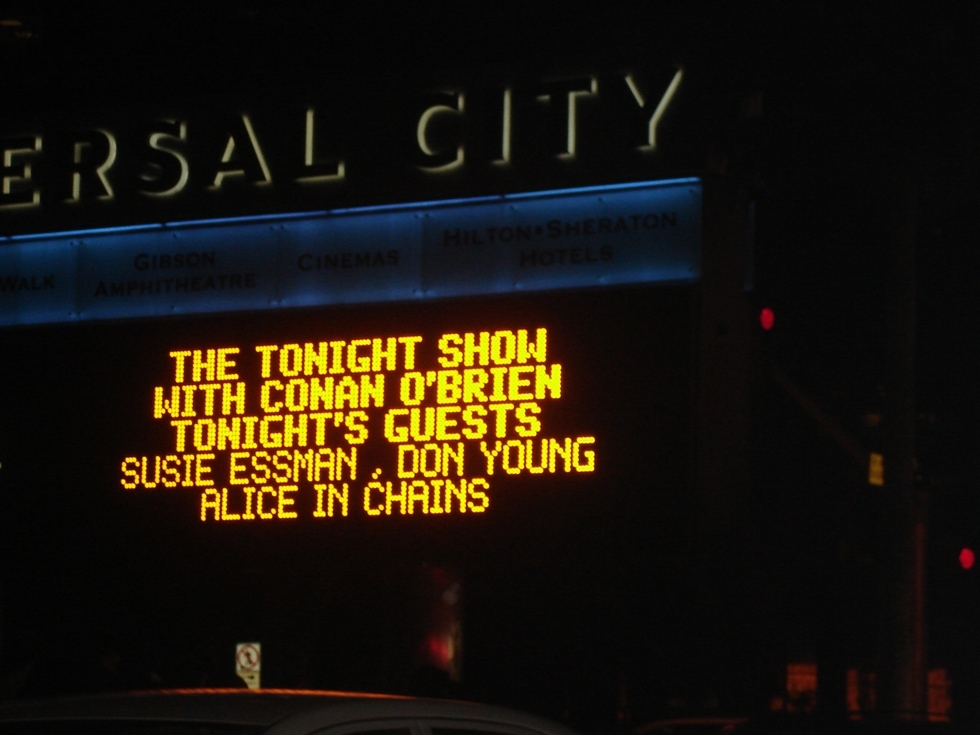 ERSAL CITY
WALK
GIBSON
AMPHITHEATRE
CINEMAS
HILTON•SHERATON
HOTELS
THE TONIGHT SHOW
WITH CONAN O'BRIEN
TONIGHT'S GUESTS
SUSIE ESSMAN , DON YOUNG
ALICE IN CHAINS